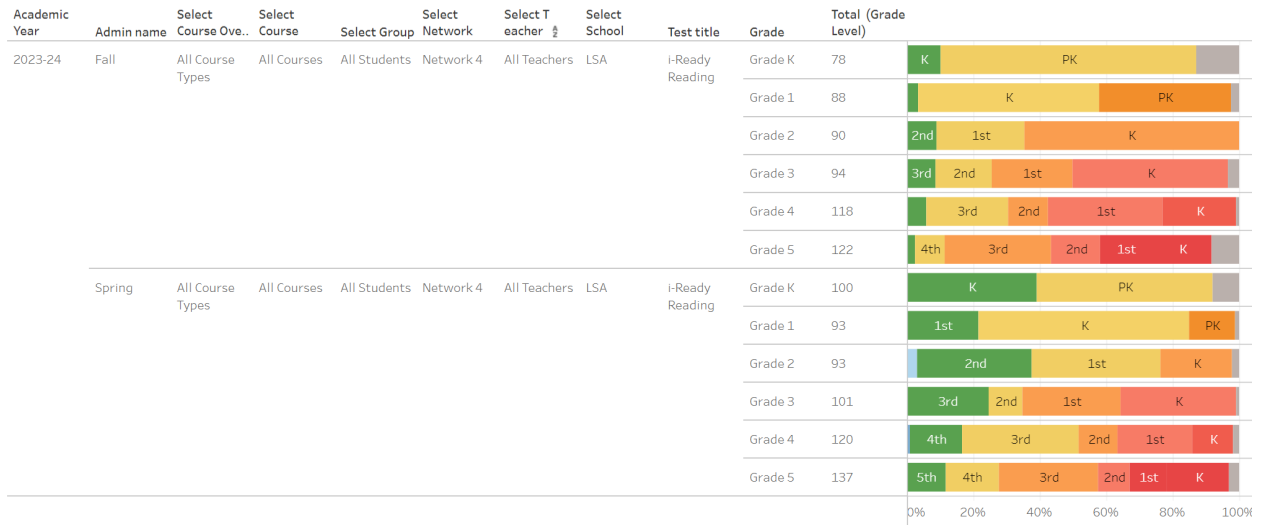 Academic Year Admin name Select Course Ove.. Select Course Select Group Select Network Select T eacher Select School Test title Grade Total (Grade Level)
2023-24 Fall All Course Types All Courses All Students Network 4 All Teachers LSA i-Ready Reading Grade K 78 K PK
Grade 1 88 K PK
Grade 2 90 2nd 1st K
Grade 3 94 3rd 2nd 1st K
Grade 4 118 3rd 2nd 1st K
Grade 5 122 4th 3rd 2nd 1st K
Spring All Course Types All Courses All Students Network 4 All Teachers LSA i-Ready Reading Grade K 100 K PK
Grade 1 93 1st K PK
Grade 2 93 2nd 1st K
Grade 3 101 3rd 2nd 1st K
Grade 4 120 4th 3rd 2nd 1st K
Grade 5 137 5th 4th 3rd 2nd 1st K
0% 20% 40% 60% 80% 100%